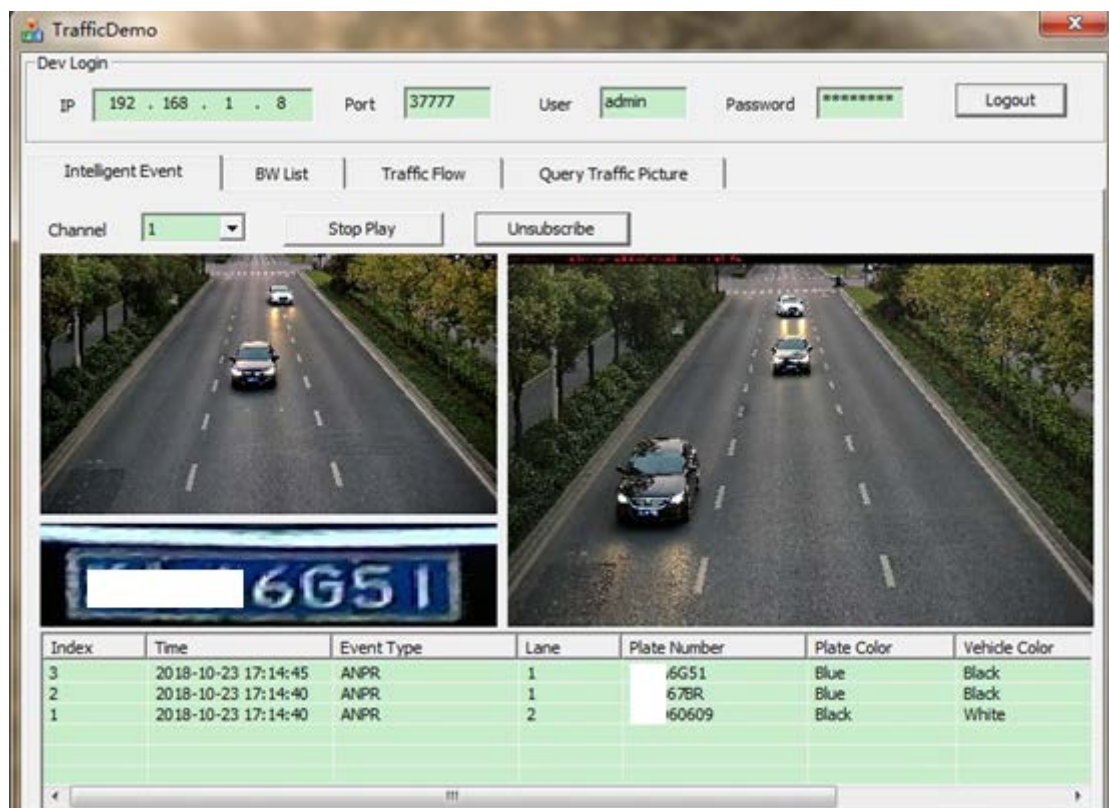 TrafficDemo
Dev Login
IP 192 . 168 . 1 . 8 Port 37777 User admin Password ******** Logout
Intelligent Event BW List Traffic Flow Query Traffic Picture
Channel 1 Stop Play Unsubscribe
6G51
Index Time Event Type Lane Plate Number Plate Color Vehicle Color
3 2018-10-23 17:14:45 ANPR 1 6G51 Blue Black
2 2018-10-23 17:14:40 ANPR 1 67BR Blue Black
1 2018-10-23 17:14:40 ANPR 2 60609 Black White